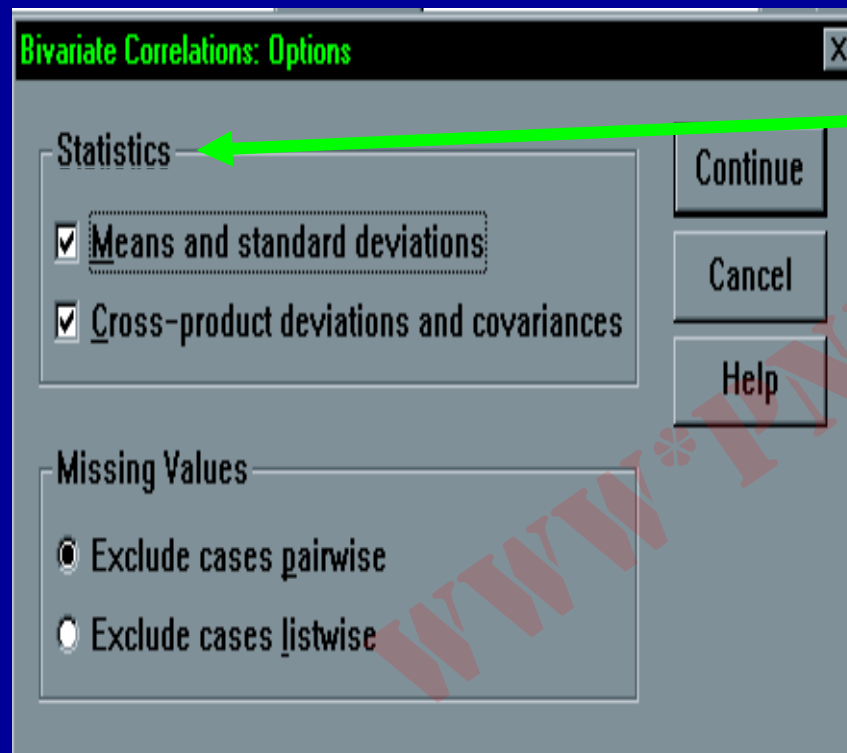 Bivariate Correlations: Options
X
Statistics
Means and standard deviations
Cross-product deviations and covariances
Continue
Cancel
Help
Missing Values
Exclude cases pairwise
Exclude cases listwise